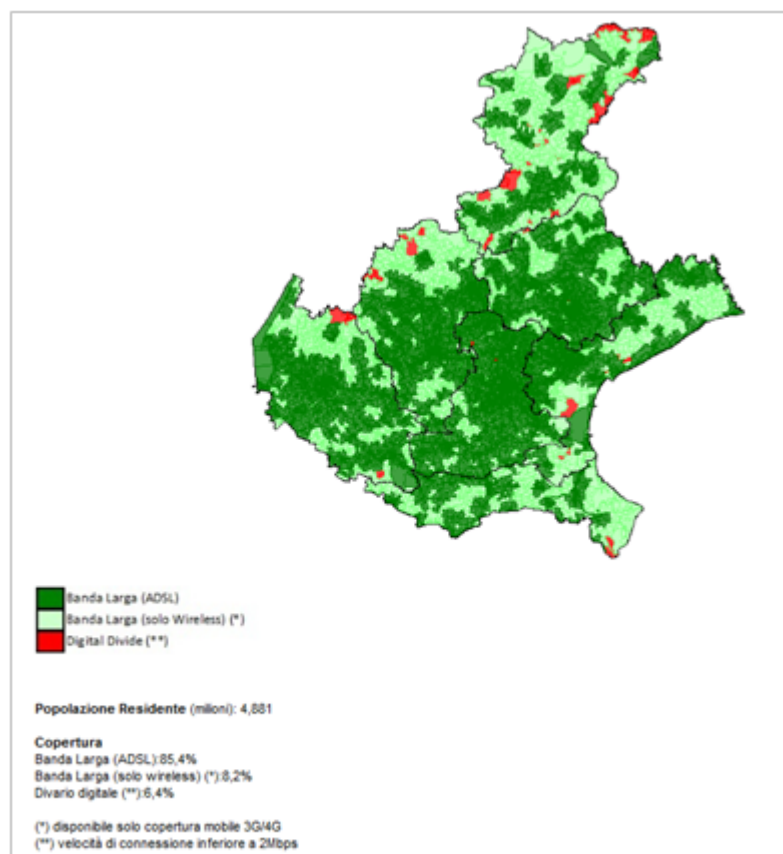 Banda Larga (ADSL)
Banda Larga (solo Wireless) (*)
Digital Divide (**)
Popolazione Residente (milioni): 4,881
Copertura
Banda Larga (ADSL):85,4%
Banda Larga (solo wireless) (*):8,2%
Divario digitale (**):6,4%
(*) disponibile solo copertura mobile 3G/4G
(**) velocità di connessione inferiore a 2Mbps